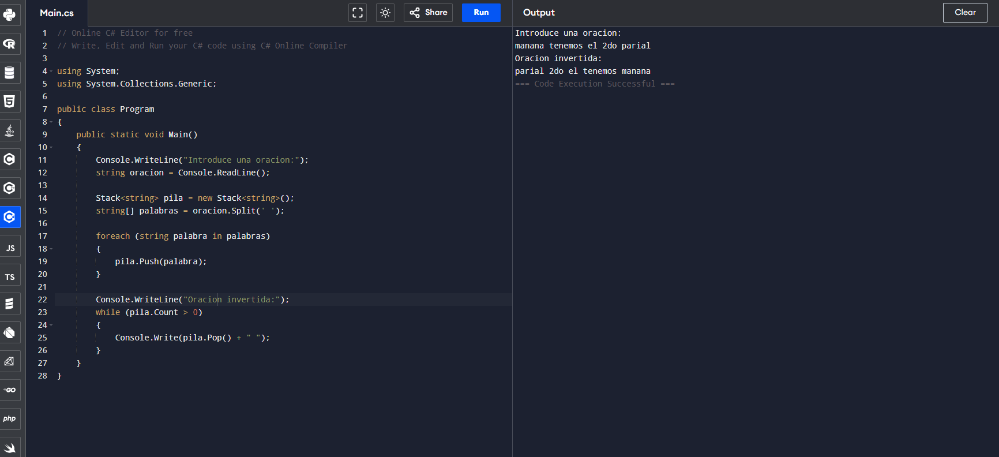 Main.cs
Share
Run
Output
Clear
1 // Online C# Editor for free
2 // Write, Edit and Run your C# code using C# Online Compiler
3
4 using System;
5 using System.Collections.Generic;
6
7 public class Program
8 {
9     public static void Main()
10     {
11         Console.WriteLine("Introduce una oracion:");
12         string oracion = Console.ReadLine();
13
14         Stack<string> pila = new Stack<string>();
15         string[] palabras = oracion.Split(' ');
16
17         foreach (string palabra in palabras)
18         {
19             pila.Push(palabra);
20         }
21
22         Console.WriteLine("Oracion invertida:");
23         while (pila.Count > 0)
24         {
25             Console.Write(pila.Pop() + " ");
26         }
27     }
28 }
Introduce una oracion:
manana tenemos el 2do parial
Oracion invertida:
parial 2do el tenemos manana
=== Code Execution Successful ===
R
5
C
C
C
JS
TS
GO
php